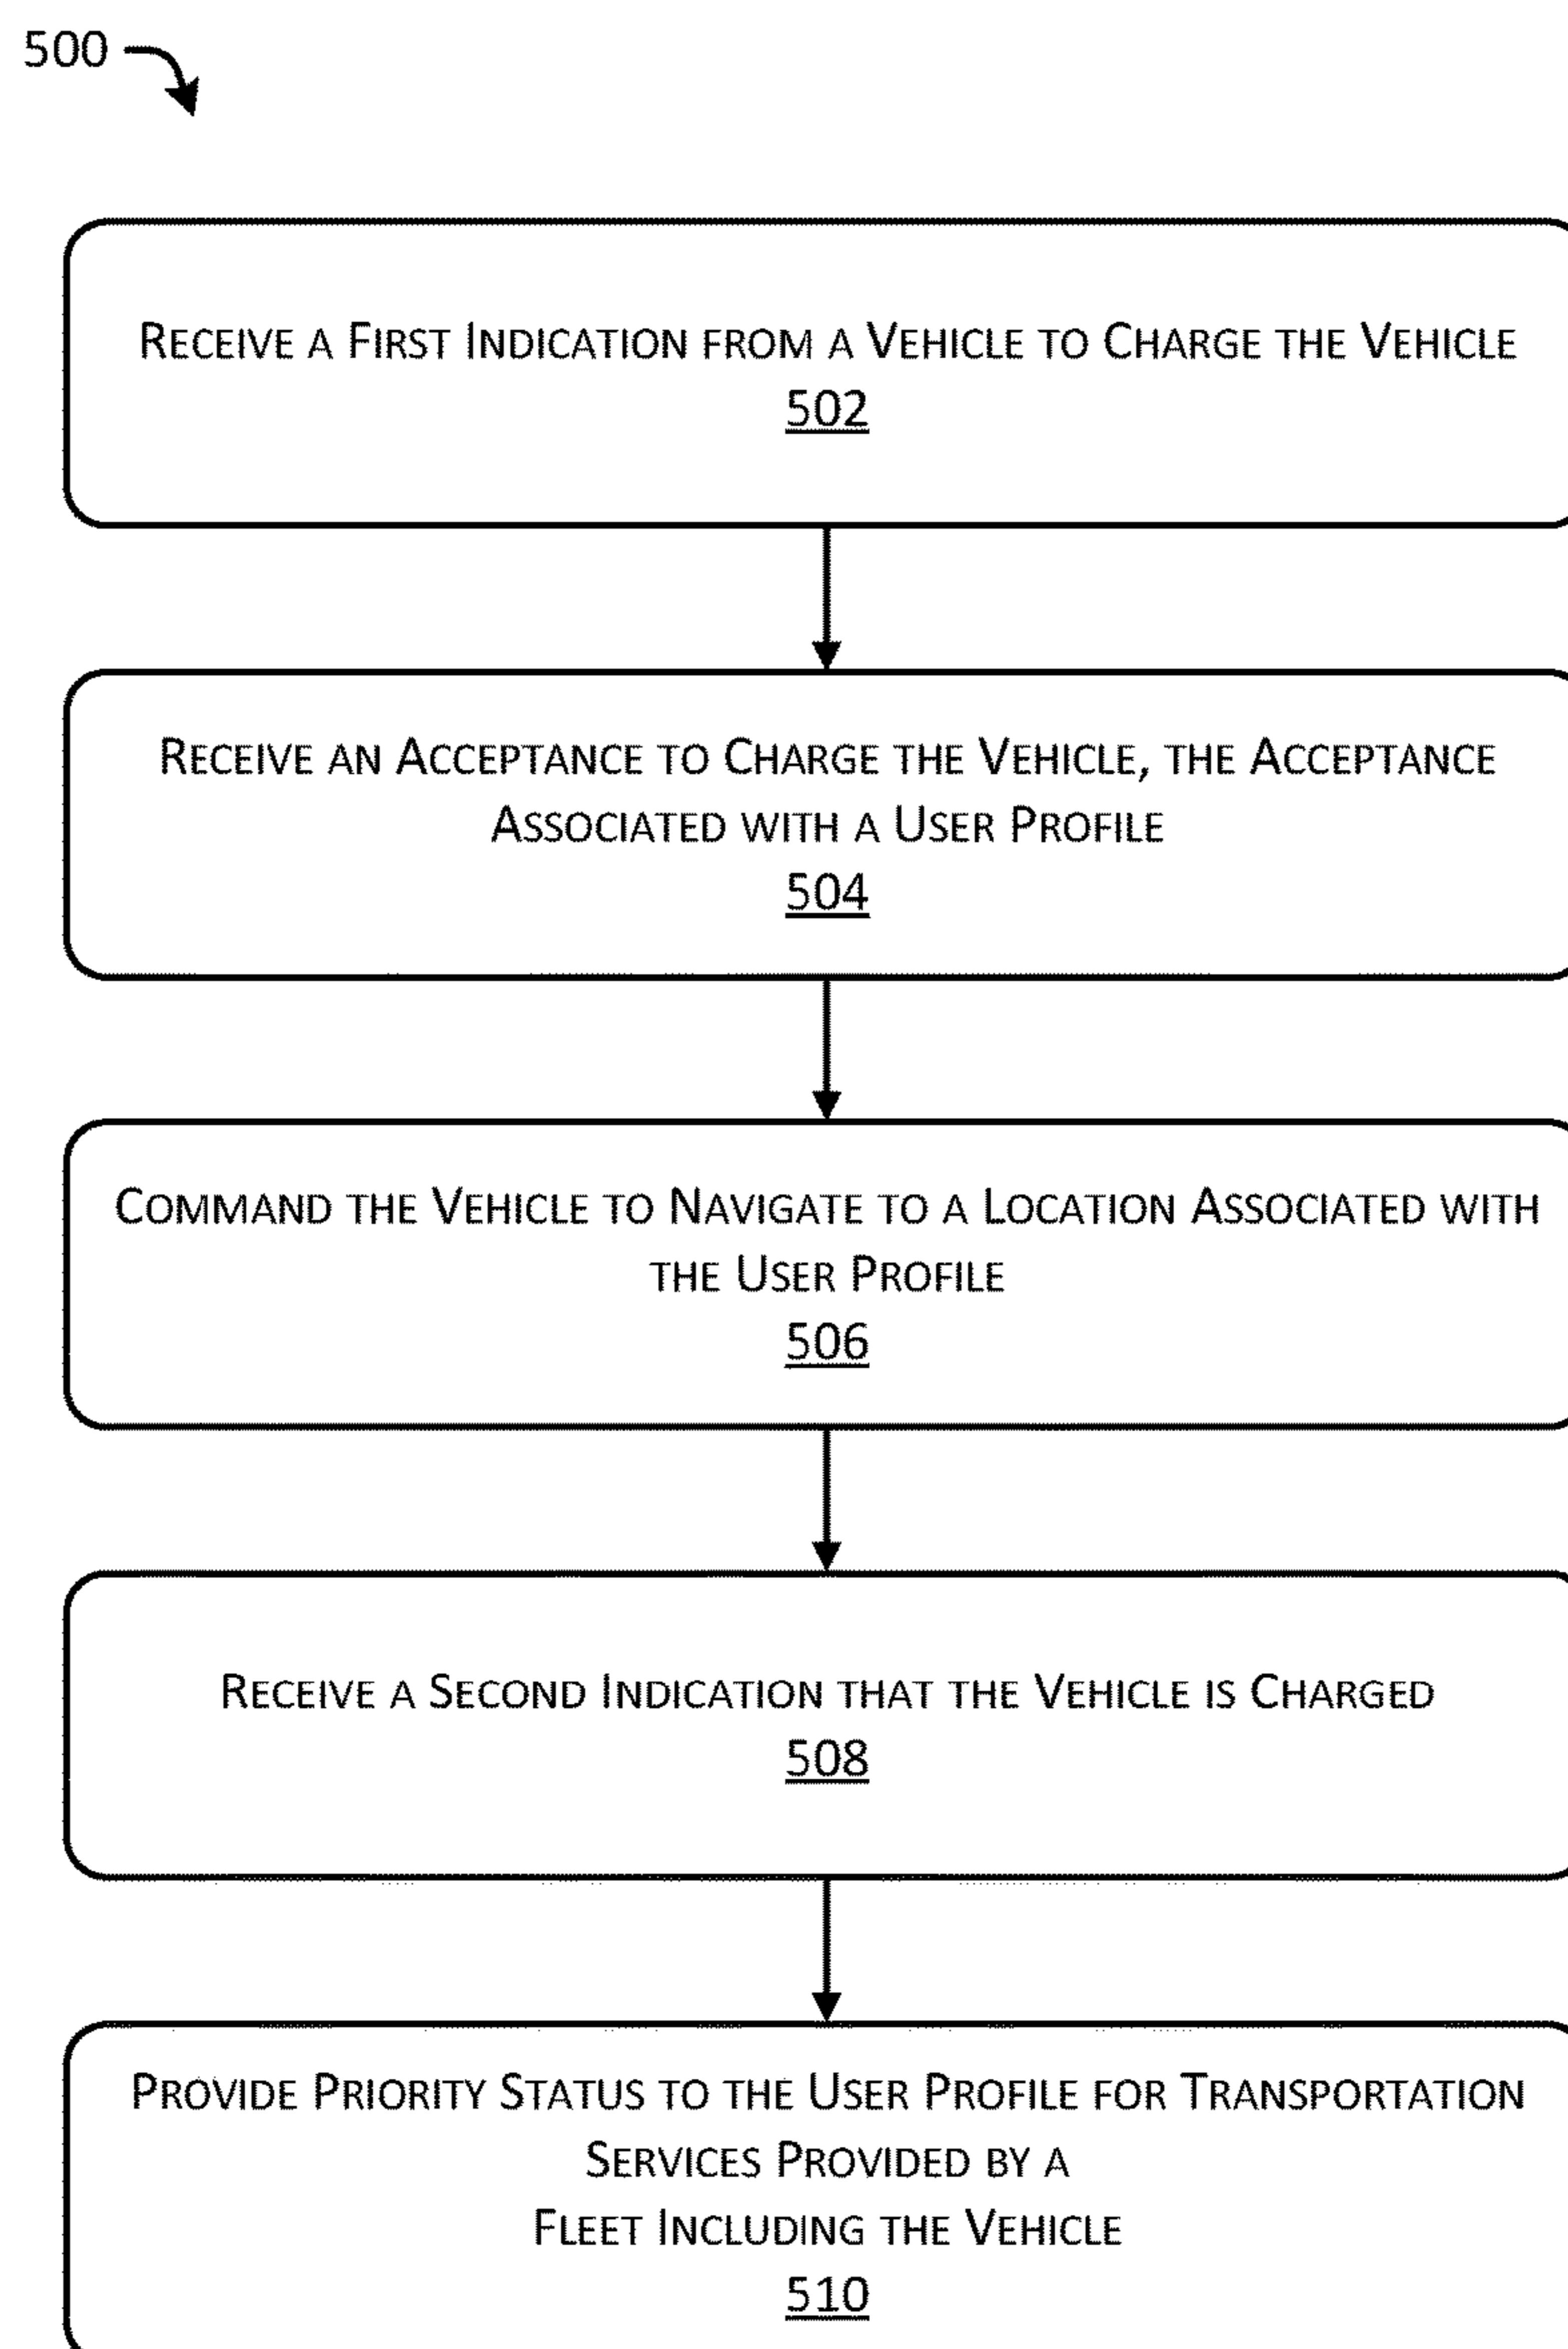 500
RECEIVE A FIRST INDICATION FROM A VEHICLE TO CHARGE THE VEHICLE
502
RECEIVE AN ACCEPTANCE TO CHARGE THE VEHICLE, THE ACCEPTANCE
ASSOCIATED WITH A USER PROFILE
504
COMMAND THE VEHICLE TO NAVIGATE TO A LOCATION ASSOCIATED WITH
THE USER PROFILE
506
RECEIVE A SECOND INDICATION THAT THE VEHICLE IS CHARGED
508
PROVIDE PRIORITY STATUS TO THE USER PROFILE FOR TRANSPORTATION
SERVICES PROVIDED BY A
FLEET INCLUDING THE VEHICLE
510